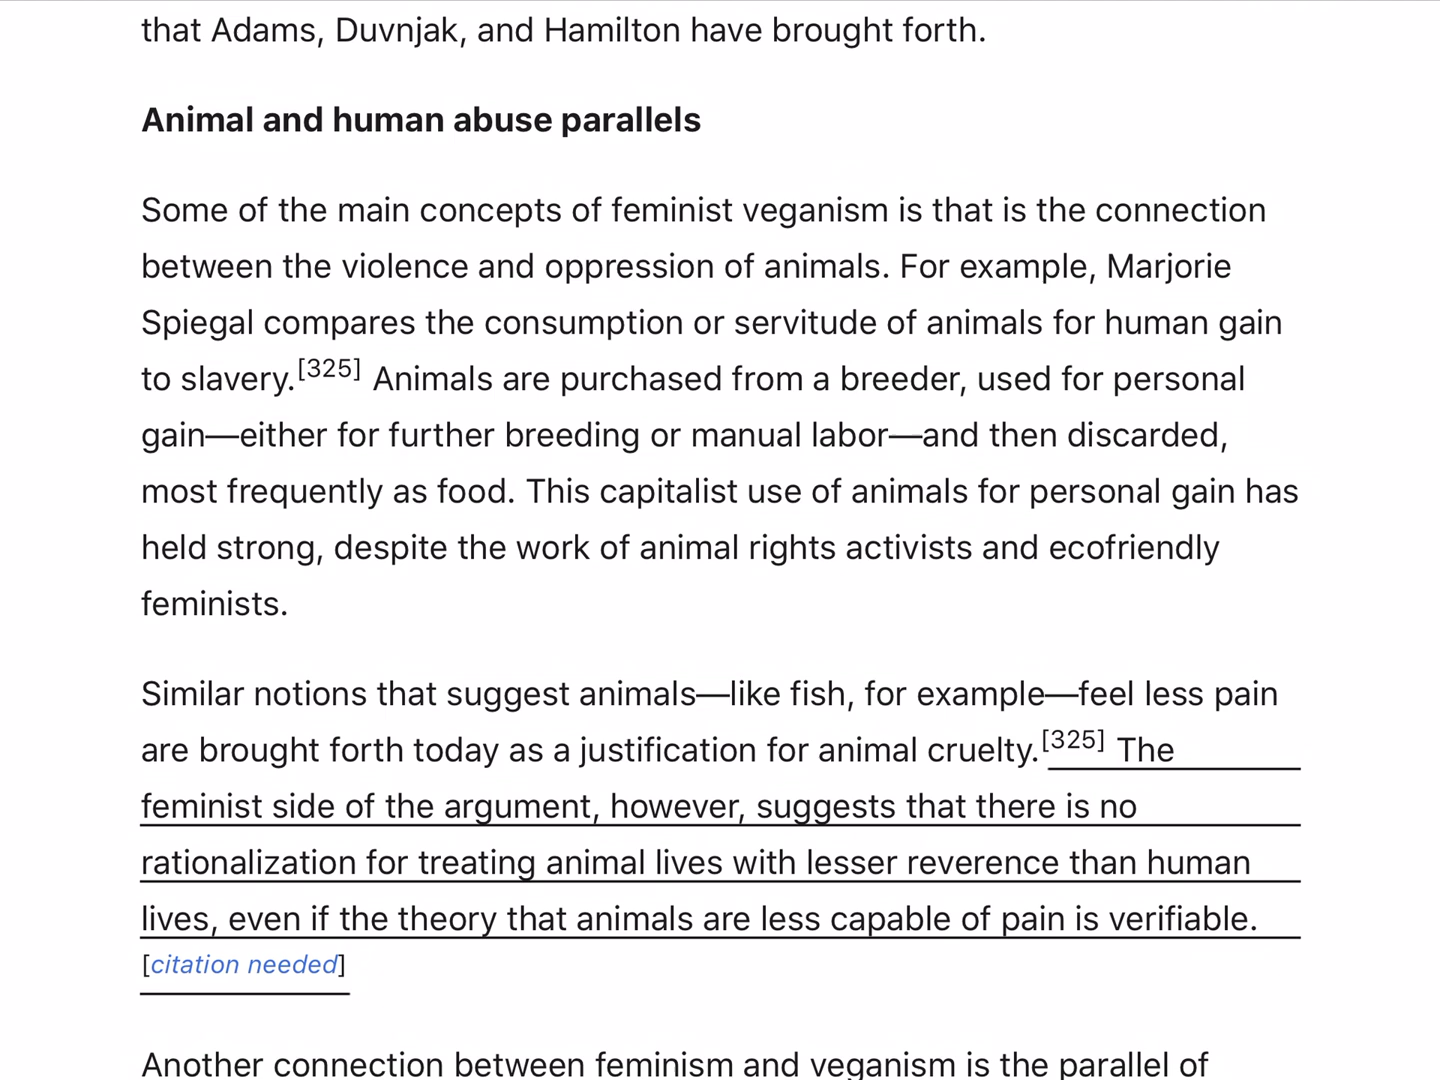 that Adams, Duvnjak, and Hamilton have brought forth.
Animal and human abuse parallels
Some of the main concepts of feminist veganism is that is the connection
between the violence and oppression of animals. For example, Marjorie
Spiegal compares the consumption or servitude of animals for human gain
to slavery.[325] Animals are purchased from a breeder, used for personal
gain—either for further breeding or manual labor—and then discarded,
most frequently as food. This capitalist use of animals for personal gain has
held strong, despite the work of animal rights activists and ecofriendly
feminists.
Similar notions that suggest animals—like fish, for example—feel less pain
are brought forth today as a justification for animal cruelty.[325] The
feminist side of the argument, however, suggests that there is no
rationalization for treating animal lives with lesser reverence than human
lives, even if the theory that animals are less capable of pain is verifiable.
[citation needed]
Another connection between feminism and veganism is the parallel of